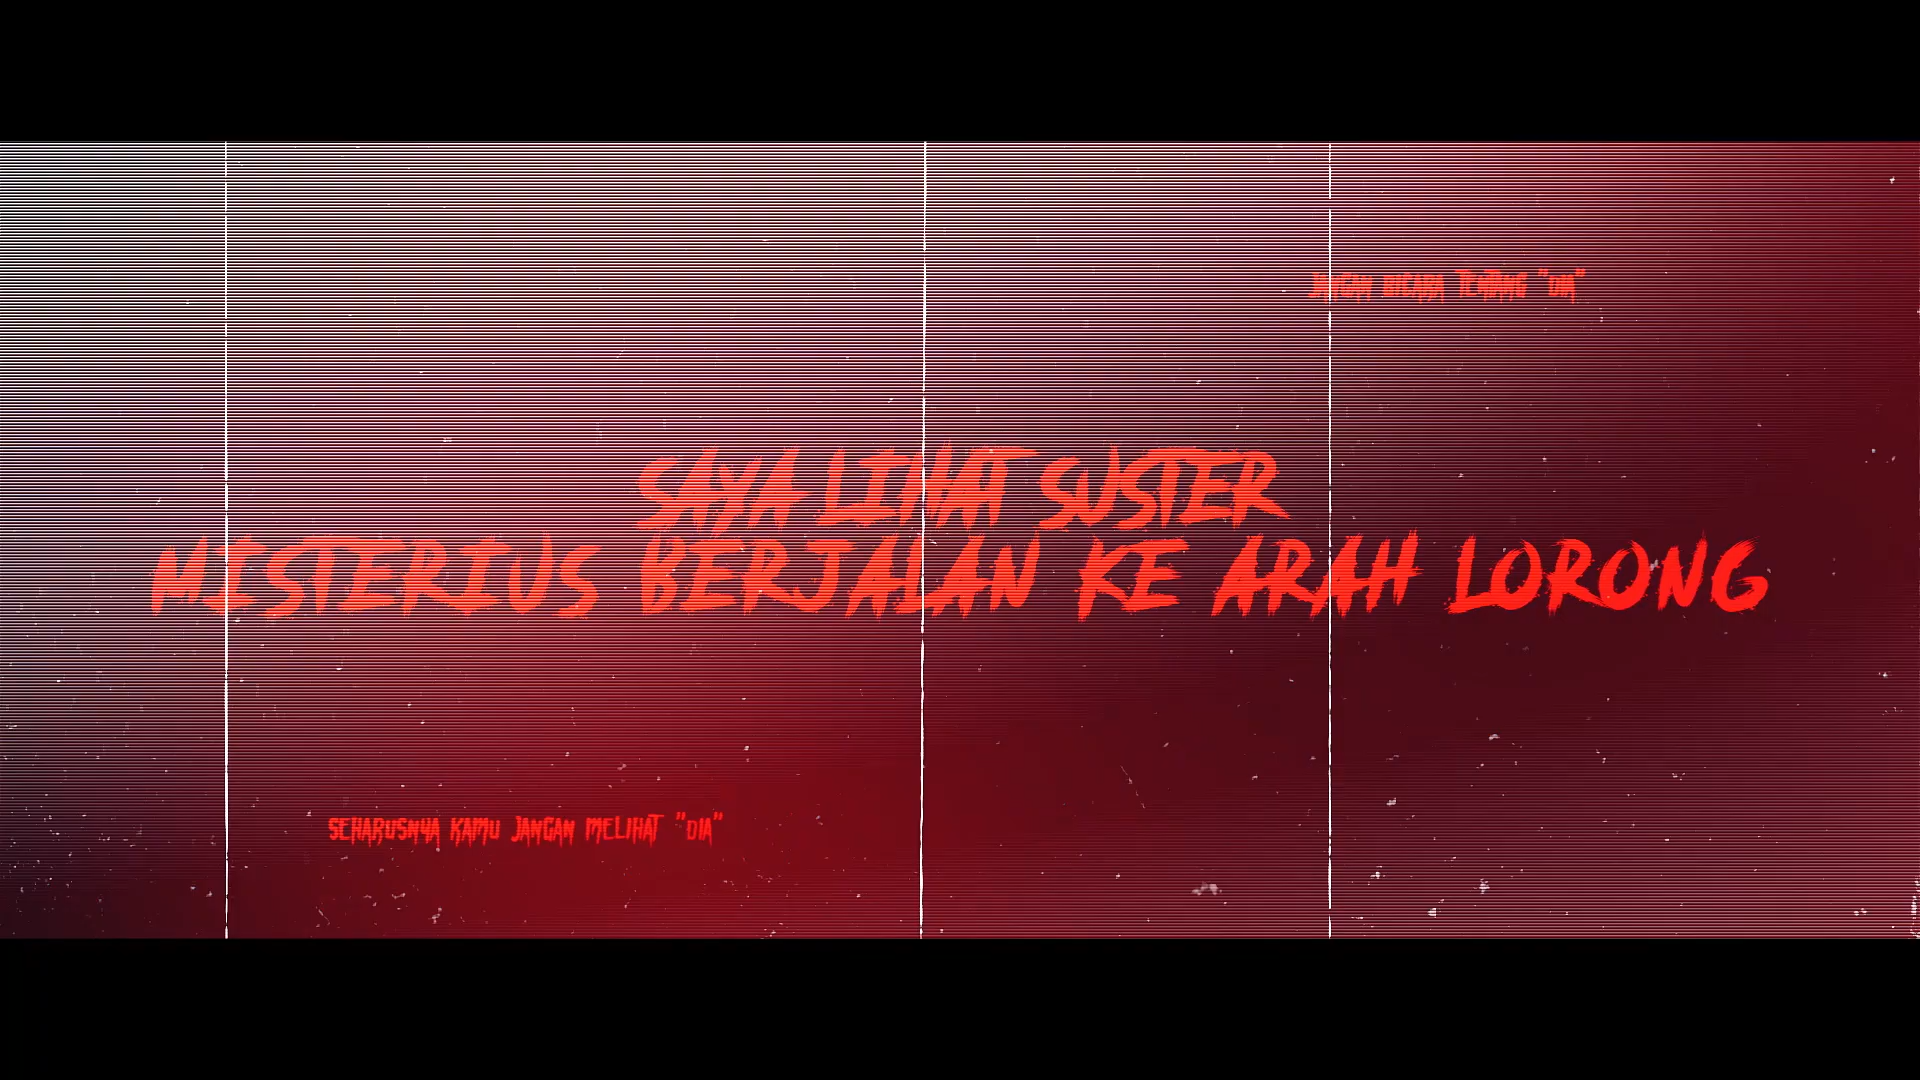 JANGAN BICARA TENTANG "DIA"
SAYA LIHAT SUSTER
MISTERIUS BERJALAN KE ARAH LORONG
SEHARUSNYA KAMU JANGAN MELIHAT "DIA"